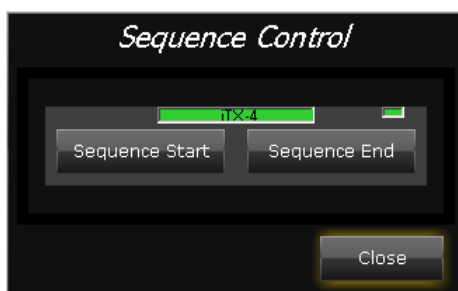 Sequence Control
iTX-4
Sequence Start
Sequence End
Close